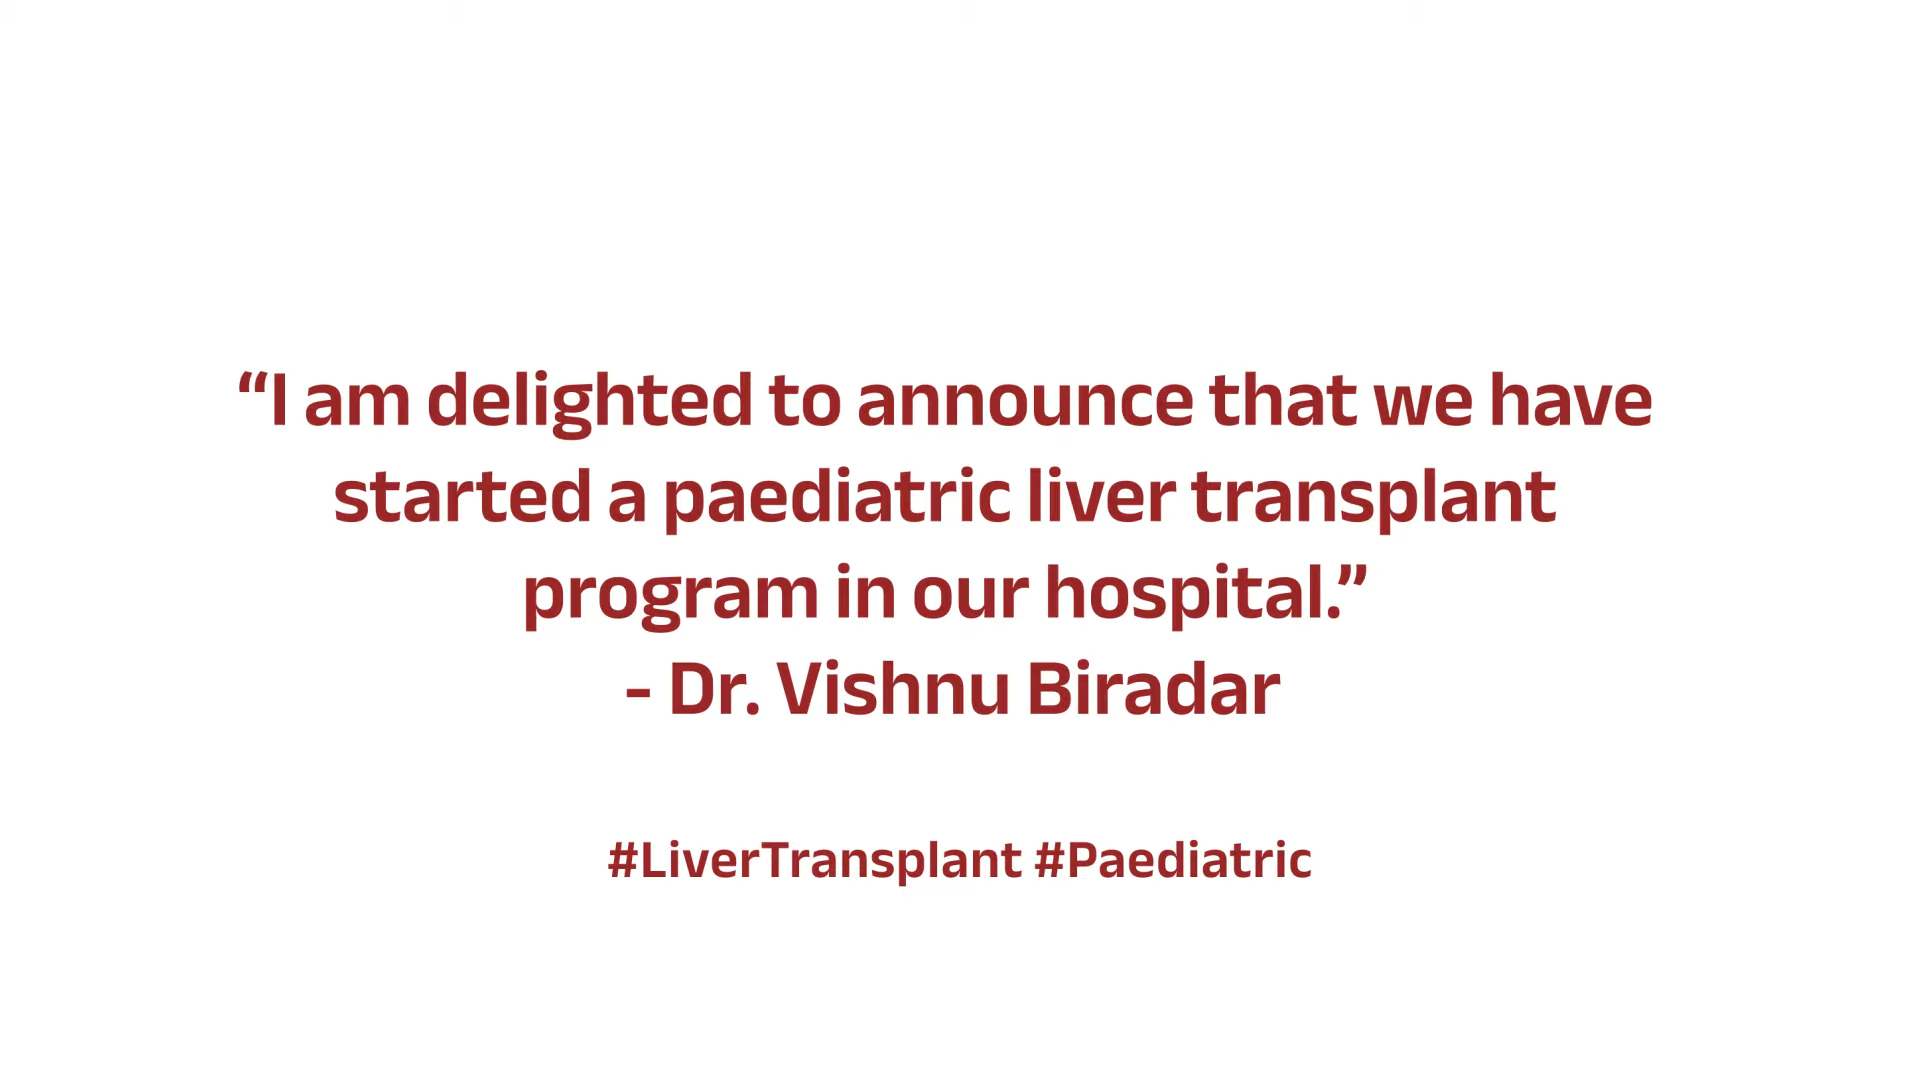 “I am delighted to announce that we have
started a paediatric liver transplant
program in our hospital.”
- Dr. Vishnu Biradar
#LiverTransplant #Paediatric